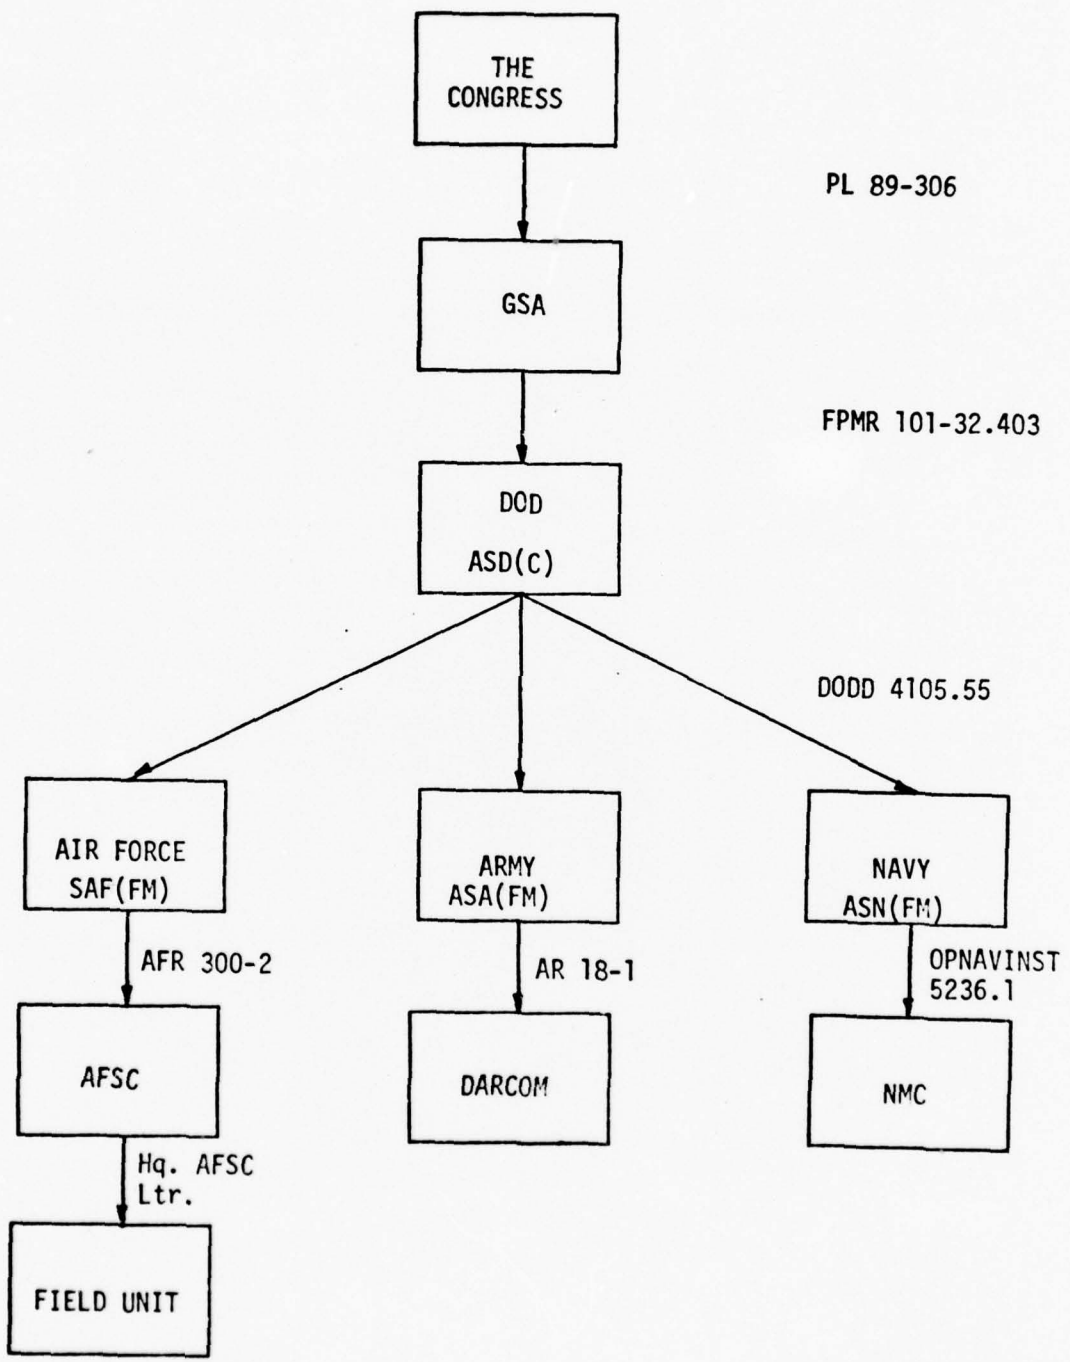 THE
CONGRESS
PL 89-306
GSA
FPMR 101-32.403
DOD
ASD(C)
DODD 4105.55
AIR FORCE
SAF(FM)
ARMY
ASA(FM)
NAVY
ASN(FM)
AFR 300-2
AR 18-1
OPNAVINST
5236.1
AFSC
DARCOM
NMC
Hq. AFSC
Ltr.
FIELD UNIT